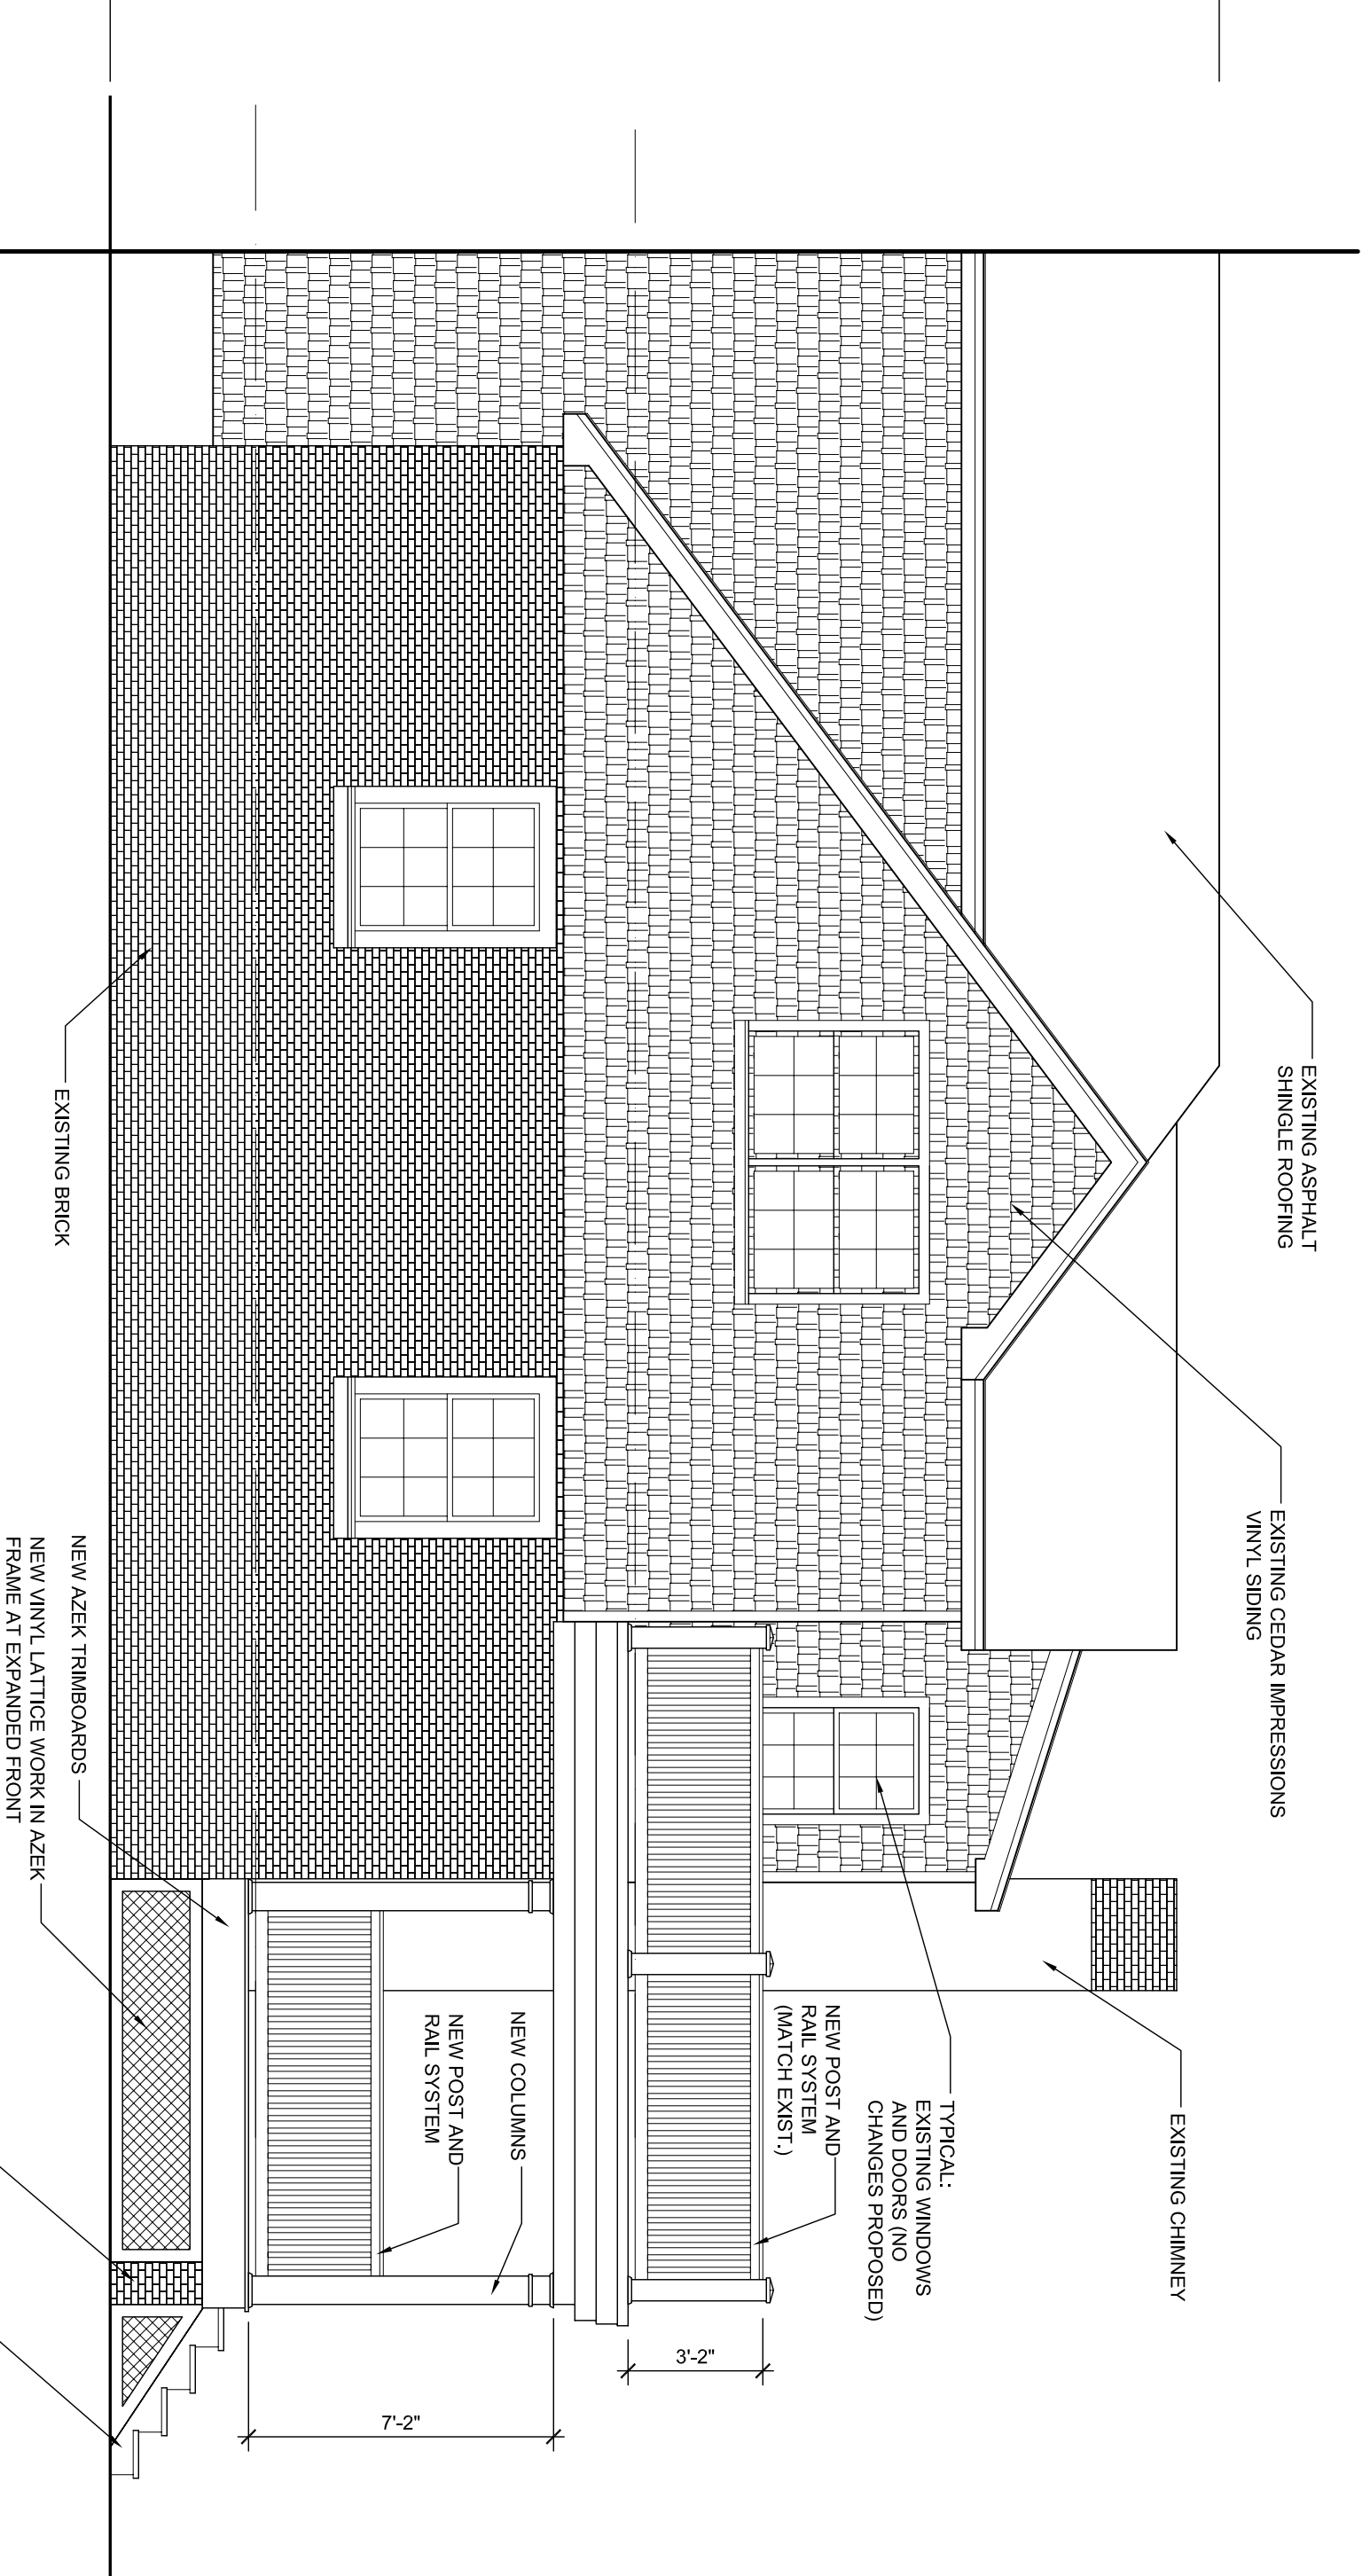 EXISTING ASPHALT
SHINGLE ROOFING
EXISTING CEDAR IMPRESSIONS
VINYL SIDING
EXISTING CHIMNEY
TYPICAL:
EXISTING WINDOWS
AND DOORS (NO
CHANGES PROPOSED)
NEW POST AND
RAIL SYSTEM
(MATCH EXIST.)
3'-2"
NEW COLUMNS
NEW POST AND
RAIL SYSTEM
7'-2"
EXISTING BRICK
NEW AZEK TRIMBOARDS
NEW VINYL LATTICE WORK IN AZEK
FRAME AT EXPANDED FRONT